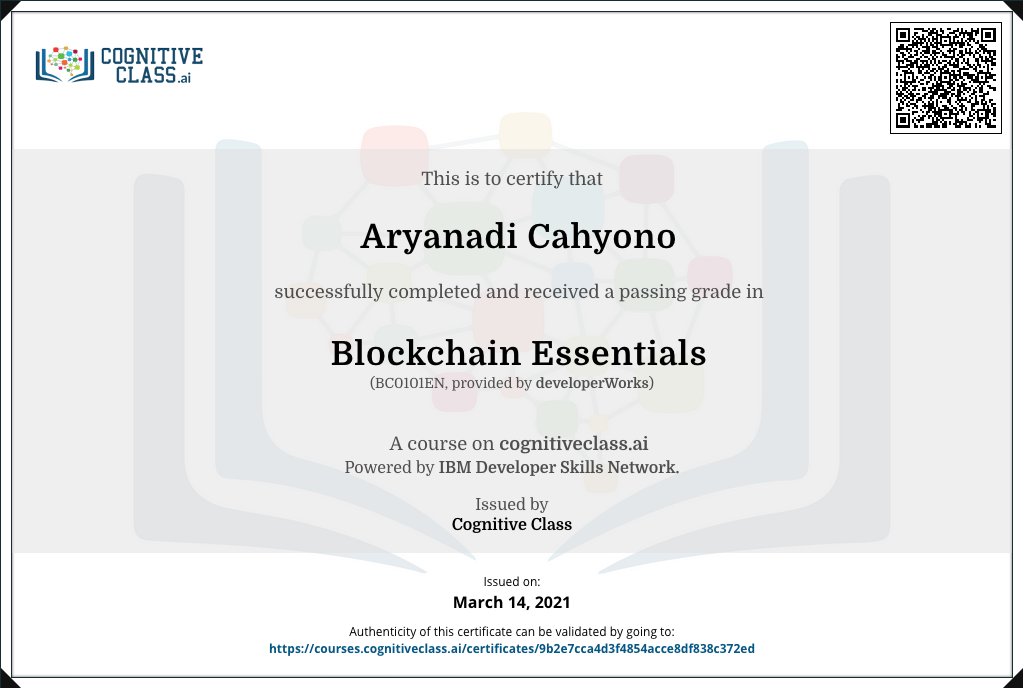 COGNITIVE
CLASS.ai
This is to certify that
Aryanadi Cahyono
successfully completed and received a passing grade in
Blockchain Essentials
(BC0101EN, provided by developerWorks)
A course on cognitiveclass.ai
Powered by IBM Developer Skills Network.
Issued by
Cognitive Class
Issued on:
March 14, 2021
Authenticity of this certificate can be validated by going to:
https://courses.cognitiveclass.ai/certificates/9b2e7cca4d3f4854acce8df838c372ed